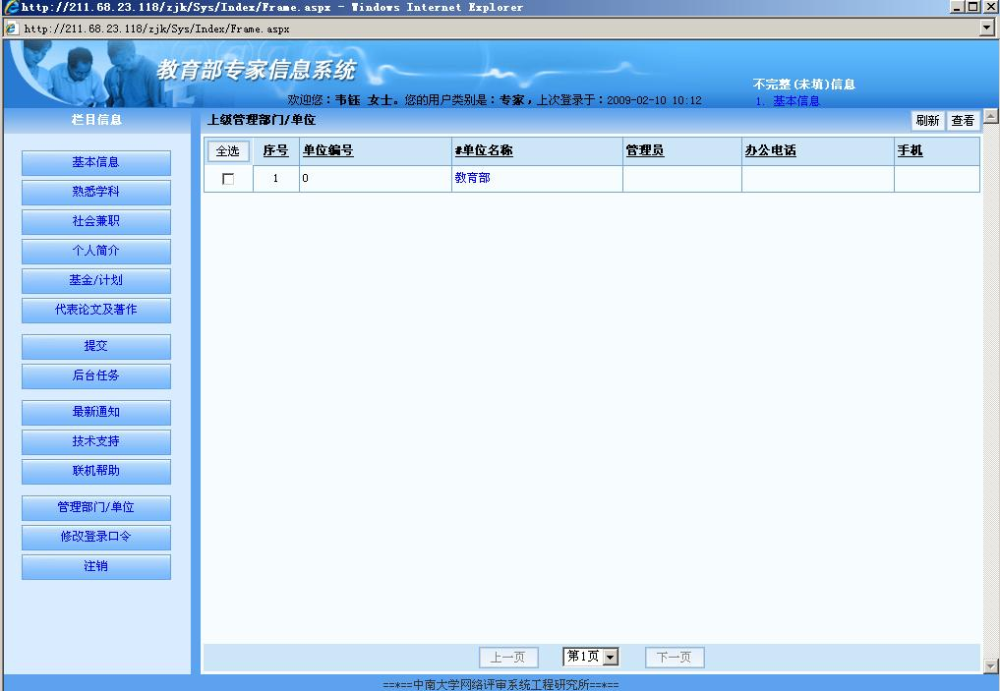 http://211.68.23.118/zjk/Sys/Index/Frame.aspx - Windows Internet Explorer
http://211.68.23.118/zjk/Sys/Index/Frame.aspx
教育部专家信息系统
不完整(未填)信息
欢迎您：韦钰 女士。您的用户类别是：专家，上次登录于：2009-02-10 10:12
1. 基本信息
栏目信息
上级管理部门/单位
刷新 查看
全选 序号 单位编号 #单位名称 管理员 办公电话 手机
1 0 教育部
基本信息
熟悉学科
社会兼职
个人简介
基金/计划
代表论文及著作
提交
后台任务
最新通知
技术支持
联机帮助
管理部门/单位
修改登录口令
注销
上一页 第1页 下一页
==*==中南大学网络评审系统工程研究所==*==